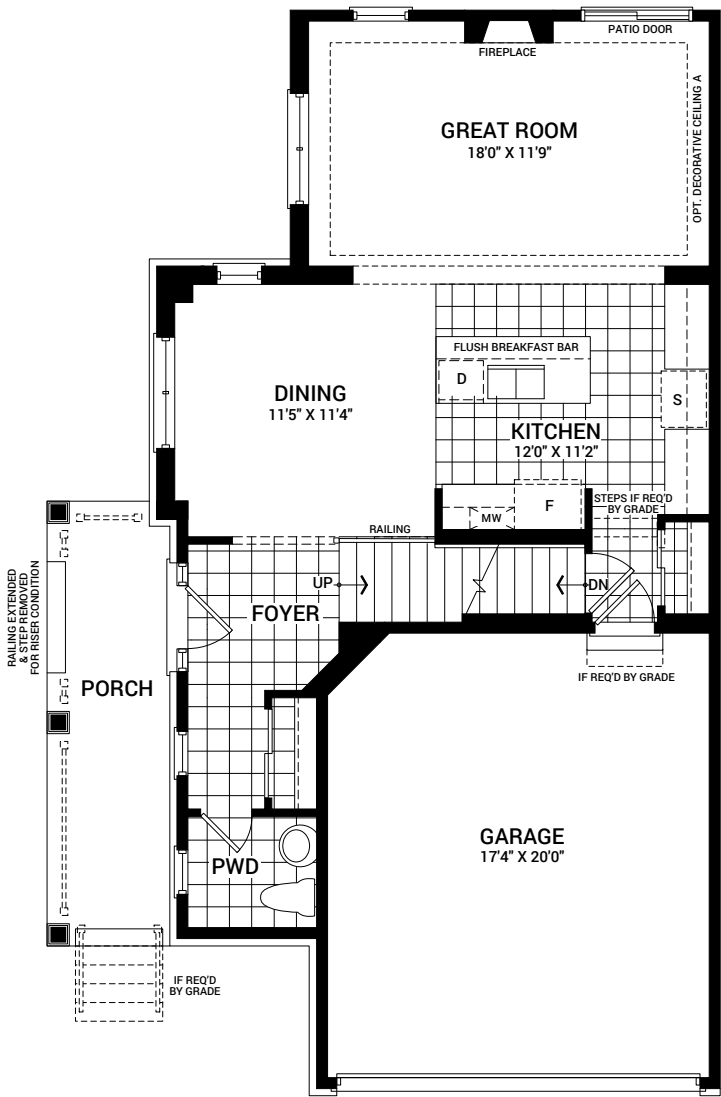 PATIO DOOR
FIREPLACE
OPT. DECORATIVE CEILING A
GREAT ROOM
18'0" X 11'9"
FLUSH BREAKFAST BAR
D
S
DINING
11'5" X 11'4"
KITCHEN
12'0" X 11'2"
F
MW
STEPS IF REQ'D
BY GRADE
RAILING
UP
DN
FOYER
RAILING EXTENDED
& STEP REMOVED
FOR RISER CONDITION
PORCH
IF REQ'D BY GRADE
GARAGE
17'4" X 20'0"
PWD
IF REQ'D
BY GRADE